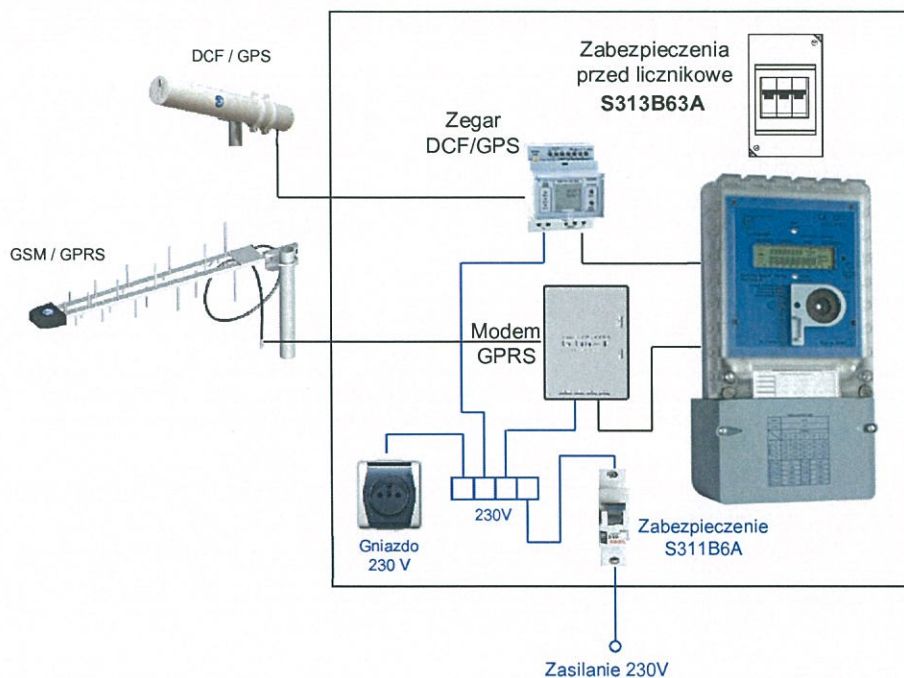 DCF / GPS
Zabezpieczenia
przed licznikowe
S313B63A
Zegar
DCF/GPS
GSM / GPRS
Modem
GPRS
230V
Gniazdo
230 V
Zabezpieczenie
S311B6A
Zasilanie 230V